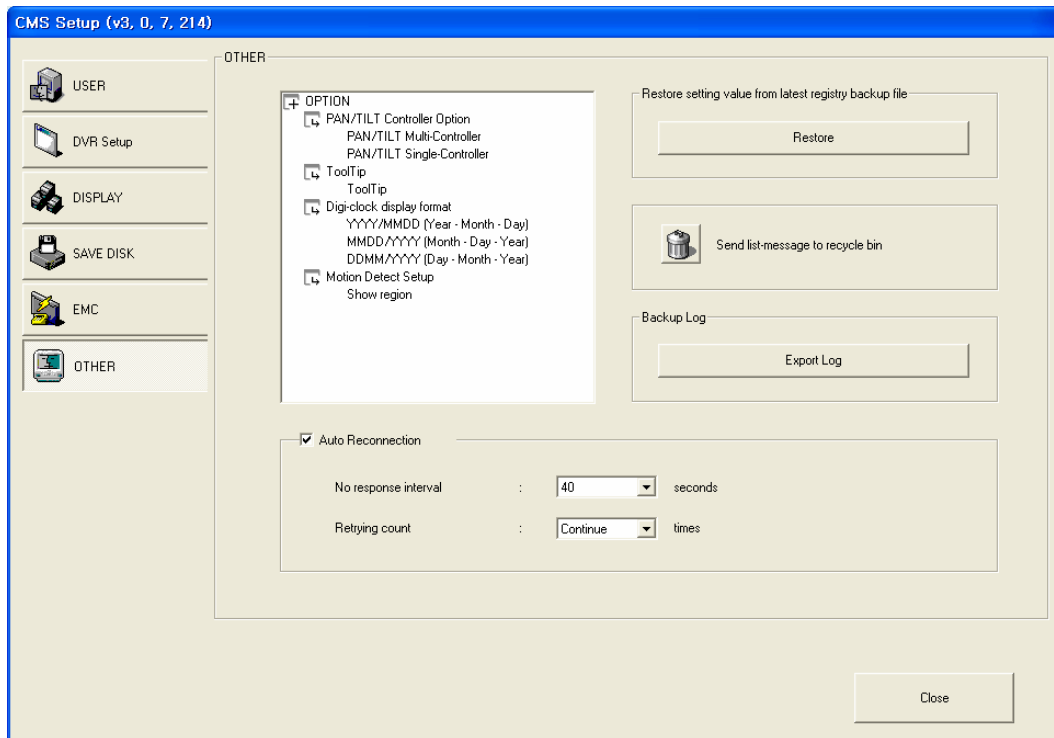 CMS Setup (v3, 0, 7, 214)
USER
DVR Setup
DISPLAY
SAVE DISK
EMC
OTHER
OTHER
OPTION
PAN/TILT Controller Option
PAN/TILT Multi-Controller
PAN/TILT Single-Controller
ToolTip
ToolTip
Digi-clock display format
YYYY/MMDD (Year - Month - Day)
MMDD/YYYY (Month - Day - Year)
DDMM/YYYY (Day - Month - Year)
Motion Detect Setup
Show region
Restore setting value from latest registry backup file
Restore
Send list-message to recycle bin
Backup Log
Export Log
Auto Reconnection
No response interval : 40 seconds
Retrying count : Continue times
Close